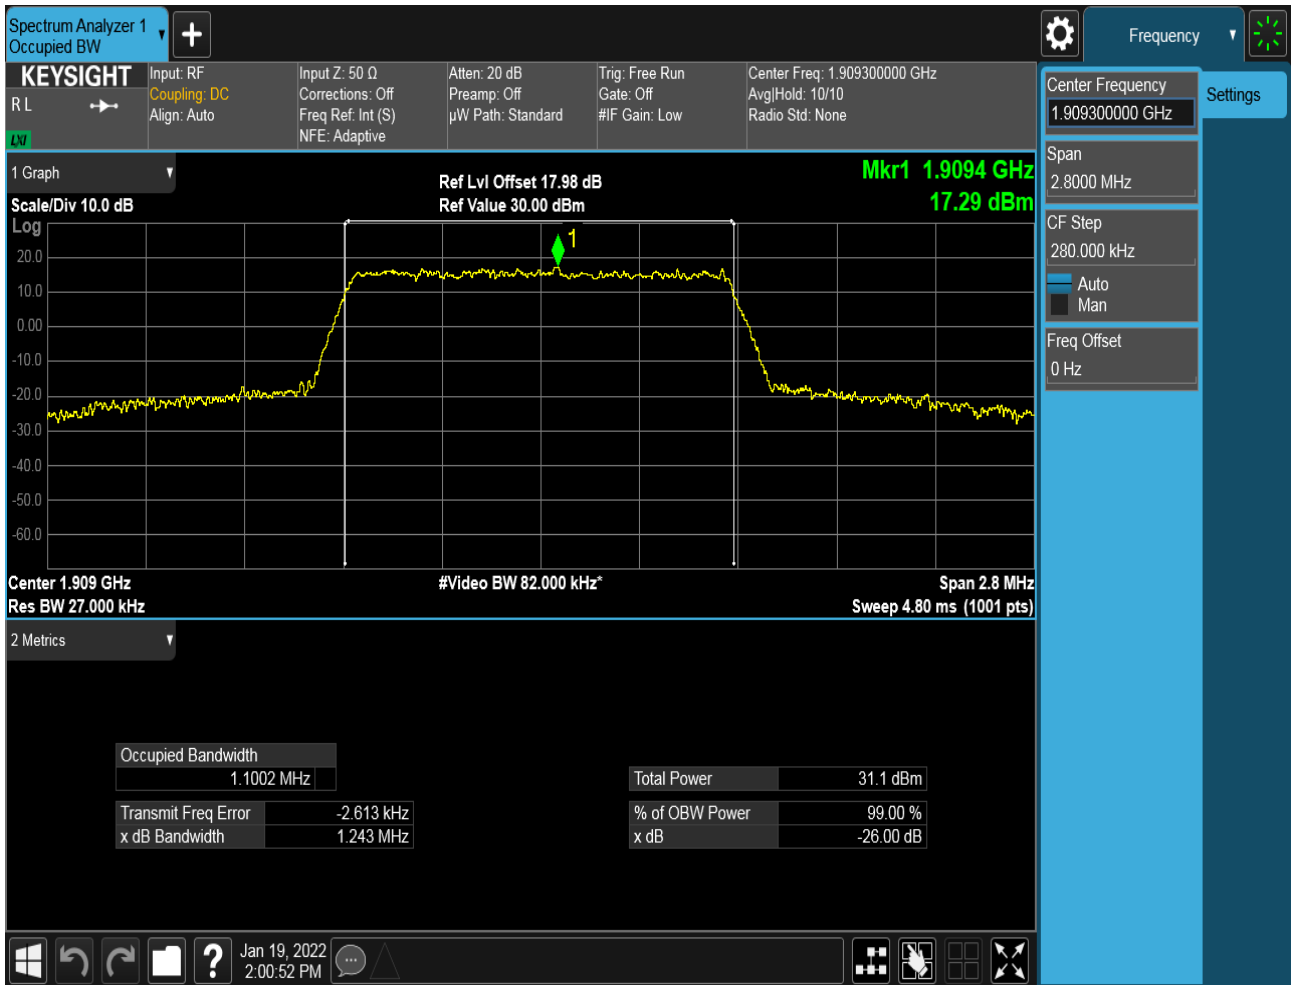 Spectrum Analyzer 1
Occupied BW
Frequency
KEYSIGHT
R L
LXI
Input: RF
Coupling: DC
Align: Auto
Input Z: 50 Ω
Corrections: Off
Freq Ref: Int (S)
NFE: Adaptive
Atten: 20 dB
Preamp: Off
µW Path: Standard
Trig: Free Run
Gate: Off
#IF Gain: Low
Center Freq: 1.909300000 GHz
Avg|Hold: 10/10
Radio Std: None
Center Frequency
1.909300000 GHz
Settings
Span
2.8000 MHz
CF Step
280.000 kHz
Auto
Man
Freq Offset
0 Hz
1 Graph
Scale/Div 10.0 dB
Ref Lvl Offset 17.98 dB
Ref Value 30.00 dBm
Mkr1 1.9094 GHz
17.29 dBm
Log
1
20.0
10.0
0.00
-10.0
-20.0
-30.0
-40.0
-50.0
-60.0
Center 1.909 GHz
#Video BW 82.000 kHz*
Span 2.8 MHz
Res BW 27.000 kHz
Sweep 4.80 ms (1001 pts)
2 Metrics
Occupied Bandwidth
1.1002 MHz
Total Power 31.1 dBm
Transmit Freq Error -2.613 kHz
% of OBW Power 99.00 %
x dB Bandwidth 1.243 MHz
x dB -26.00 dB
?
Jan 19, 2022
2:00:52 PM